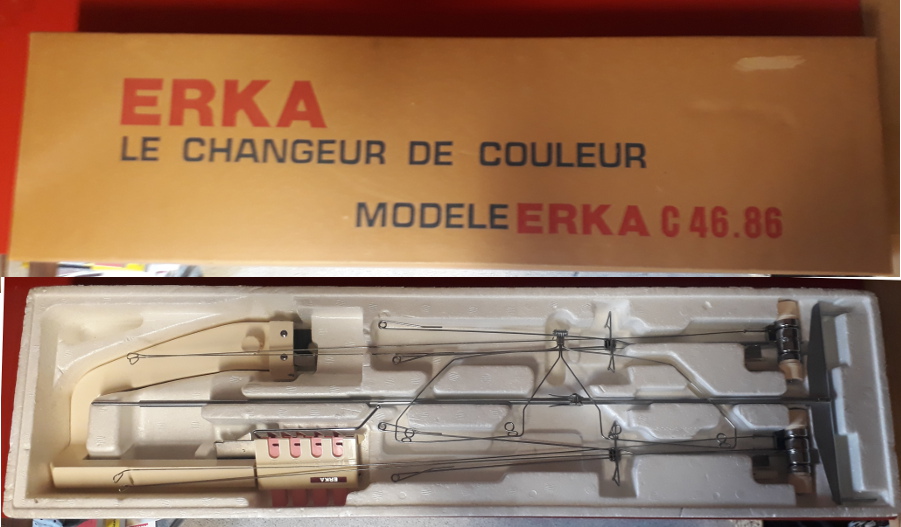 ERKA
LE CHANGEUR DE COULEUR
MODELE ERKA C 46.86
ERKA